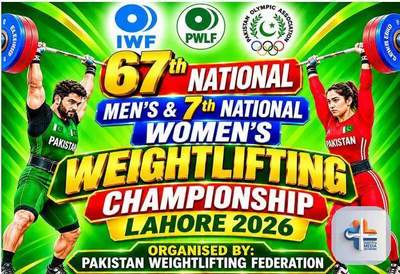 IWF
PWLF
PAKISTAN OLYMPIC ASSOCIATION
67th NATIONAL
MEN'S & 7th NATIONAL
WOMEN'S
WEIGHTLIFTING
CHAMPIONSHIP
LAHORE 2026
ORGANISED BY:
PAKISTAN WEIGHTLIFTING FEDERATION
PAKISTAN
PAKISTAN